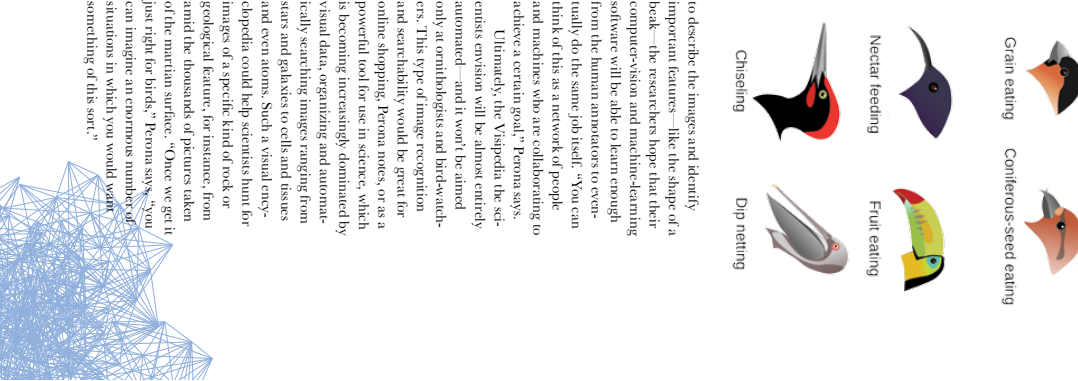 Grain eating
Coniferous-seed eating
Nectar feeding
Fruit eating
Chiseling
Dip netting
to describe the images and identify
important features—like the shape of a
beak—the researchers hope that their
computer-vision and machine-learning
software will be able to learn enough
from the human annotators to even-
tually do the same job itself. “You can
think of this as a network of people
and machines who are collaborating to
achieve a certain goal,” Perona says.
Ultimately, the Visipedia the sci-
entists envision will be almost entirely
automated—and it won’t be aimed
only at ornithologists and bird-watch-
ers. This type of image recognition
and searchability would be great for
online shopping, Perona notes, or as a
powerful tool for use in science, which
is becoming increasingly dominated by
visual data, organizing and automat-
ically searching images ranging from
stars and galaxies to cells and tissues
and even atoms. Such a visual ency-
clopedia could help scientists hunt for
images of a specific kind of rock or
geological feature, for instance, from
amid the thousands of pictures taken
of the martian surface. “Once we get it
just right for birds,” Perona says, “you
can imagine an enormous number of
situations in which you would want
something of this sort.”